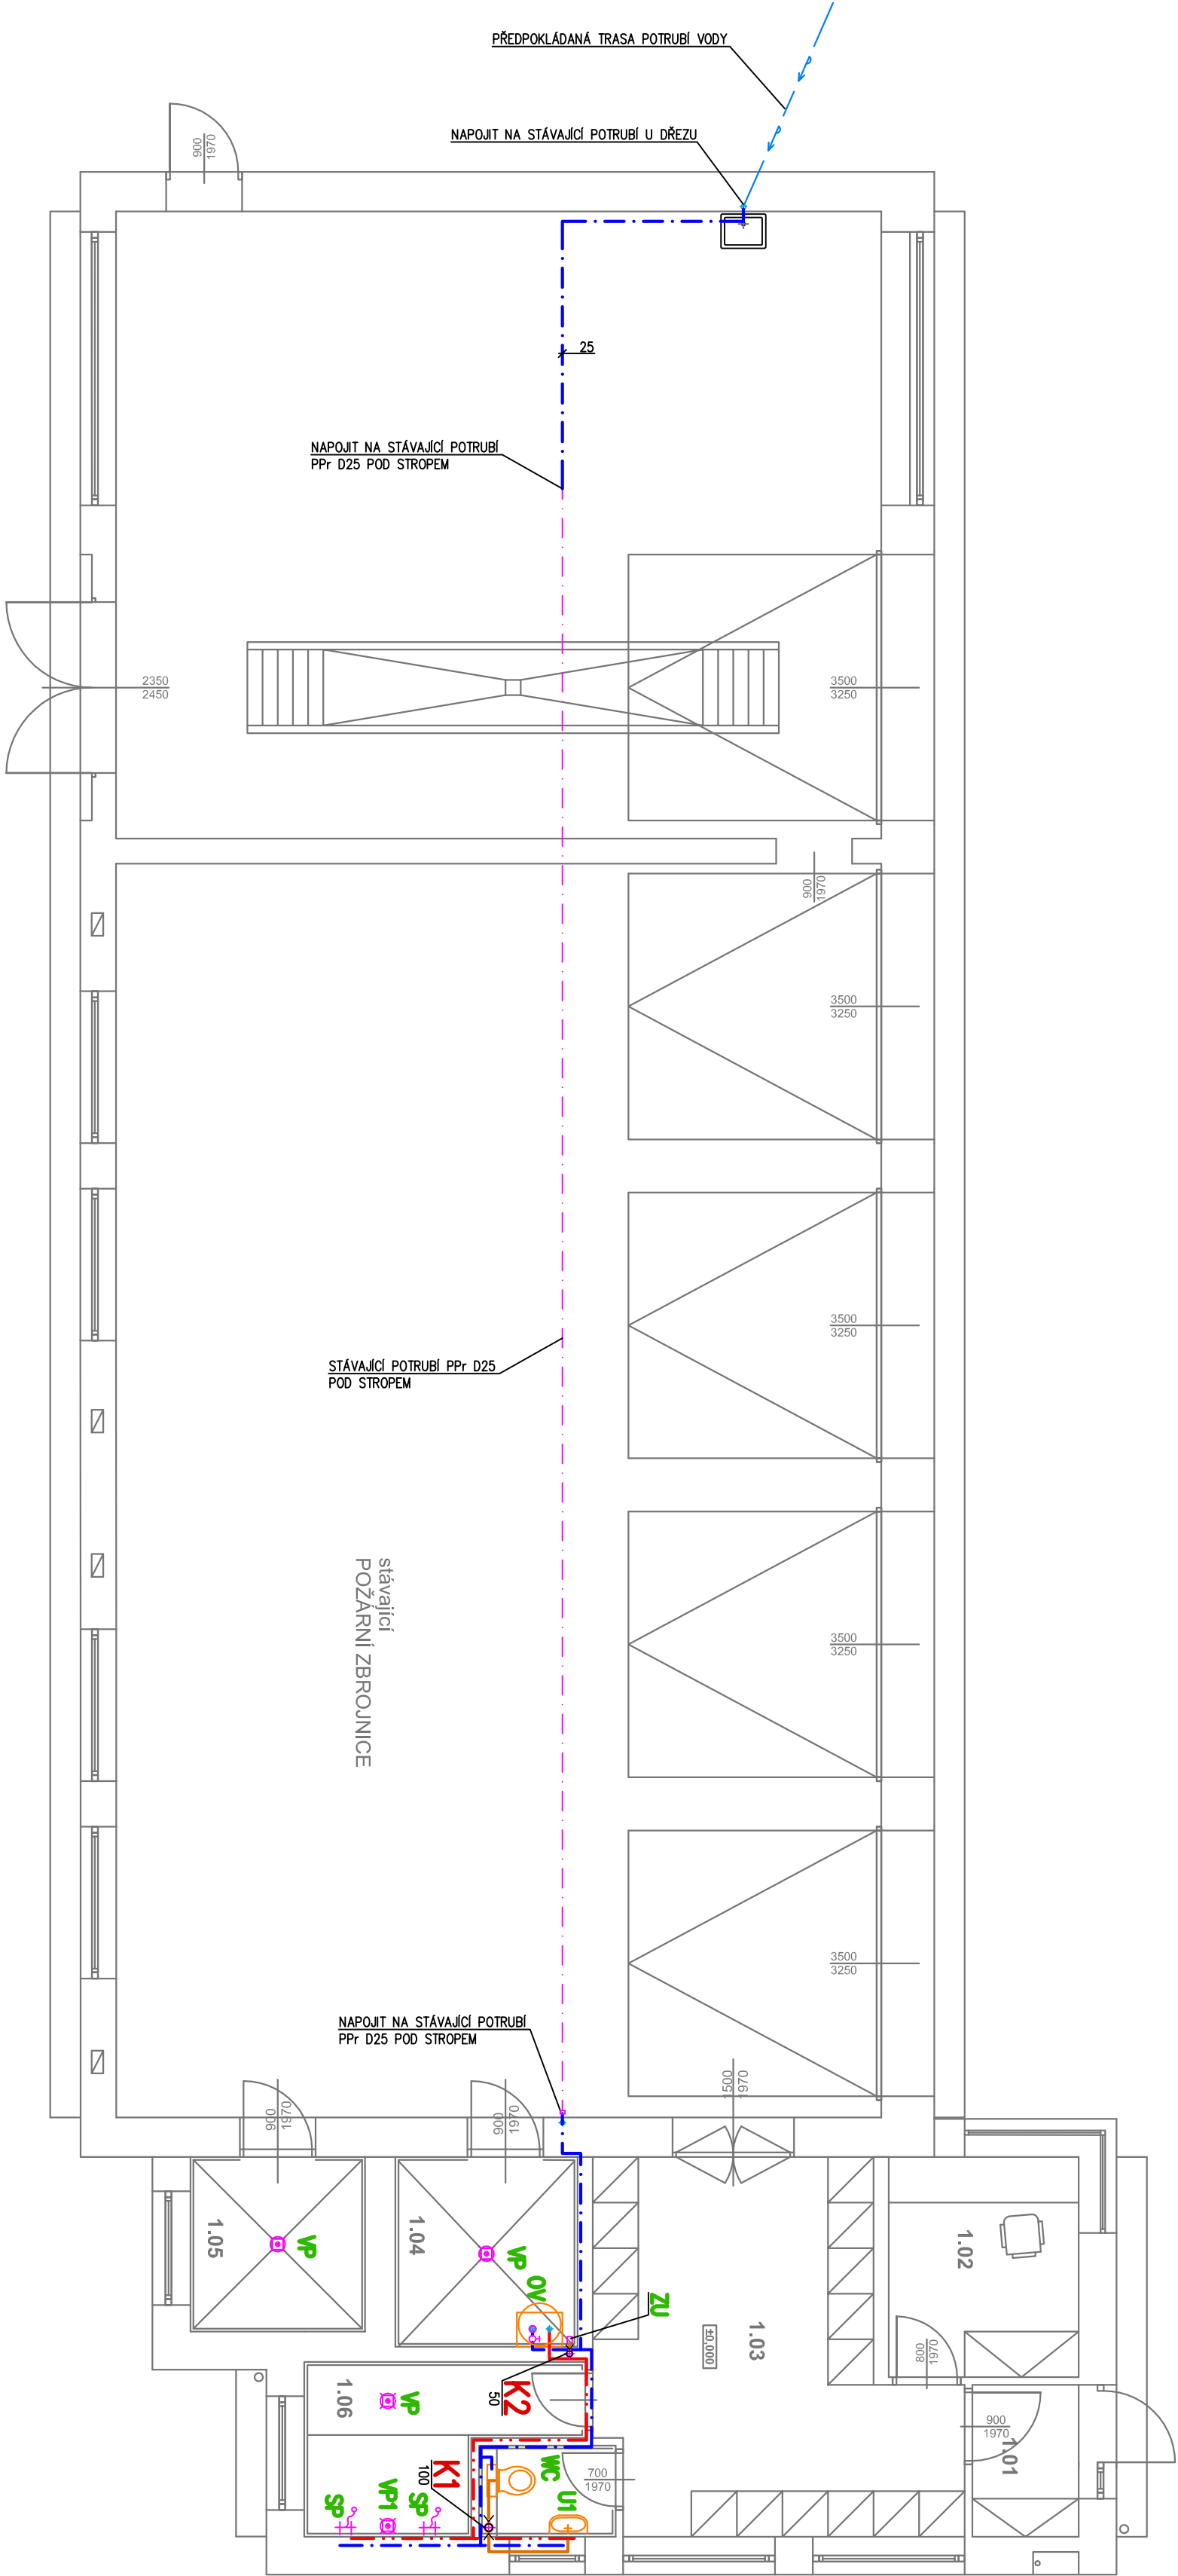 PŘEDPOKLÁDANÁ TRASA POTRUBÍ VODY
NAPOJIT NA STÁVAJÍCÍ POTRUBÍ U DŘEZU
900
1970
25
NAPOJIT NA STÁVAJÍCÍ POTRUBÍ
PPr D25 POD STROPEM
2350
2450
3500
3250
900
1970
3500
3250
3500
3250
STÁVAJÍCÍ POTRUBÍ PPr D25
POD STROPEM
stávající
POŽÁRNÍ ZBROJNICE
3500
3250
3500
3250
NAPOJIT NA STÁVAJÍCÍ POTRUBÍ
PPr D25 POD STROPEM
900
1970
900
1970
1500
1970
1.05
VP
1.04
VP
OV
ZU
1.03
±0,000
1.02
800
1970
1.06
VP
K2
50
900
1970
1.01
K1
100
WC
700
1970
U1
SP
VP1
SP